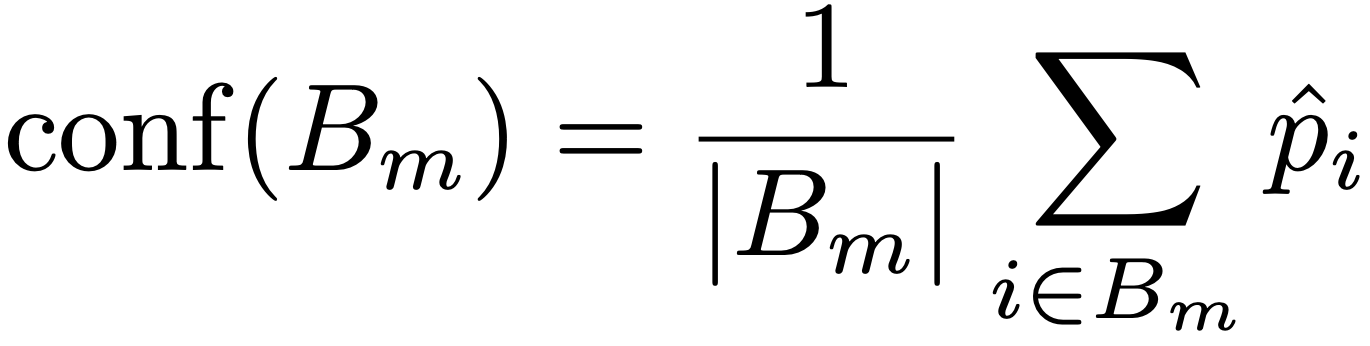 conf(B_m) = \frac{1}{|B_m|} \sum_{i \in B_m} \hat{p}_i